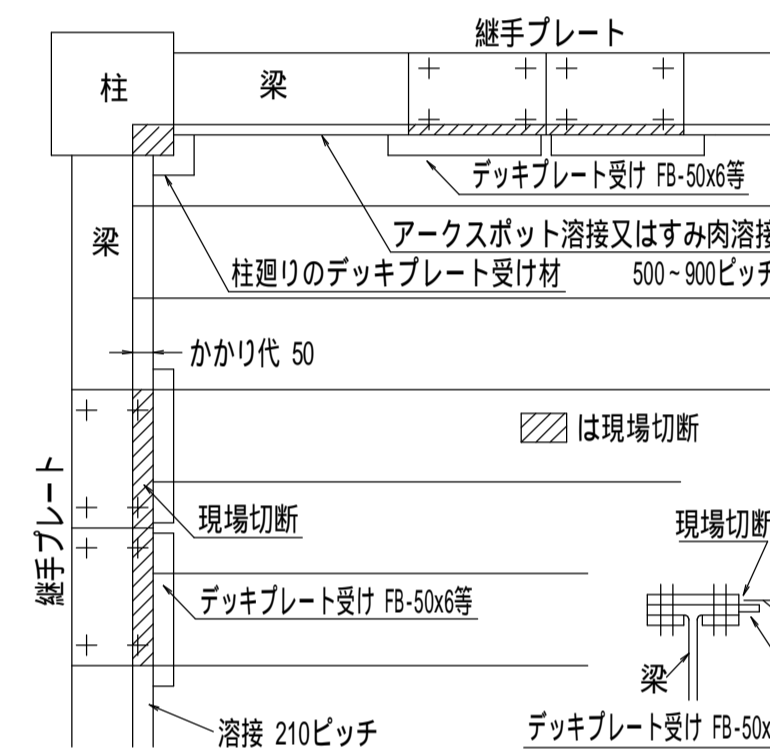 継手プレート
柱
梁
デッキプレート受け FB-50x6等
梁
アークスポット溶接又はすみ肉溶接
柱廻りのデッキプレート受け材
500~900ピッチ
かかり代 50
は現場切断
継手プレート
現場切断
現場切断
デッキプレート受け FB-50x6等
梁
溶接 210ピッチ
デッキプレート受け FB-50x